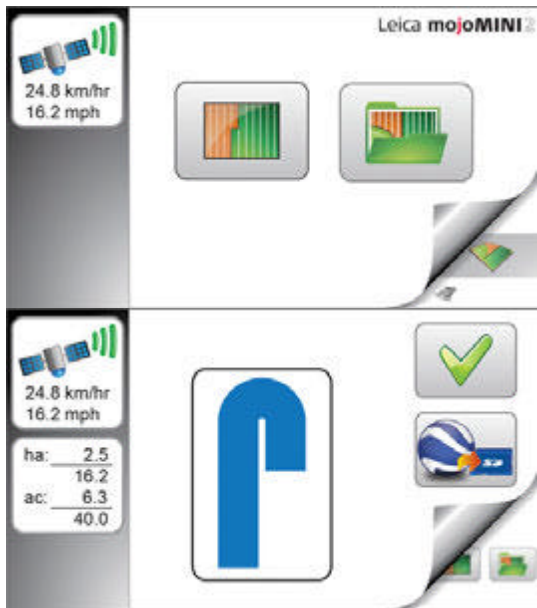 Leica mojoMINI2
24.8 km/hr
16.2 mph
24.8 km/hr
16.2 mph
ha: 2.5
16.2
ac: 6.3
40.0